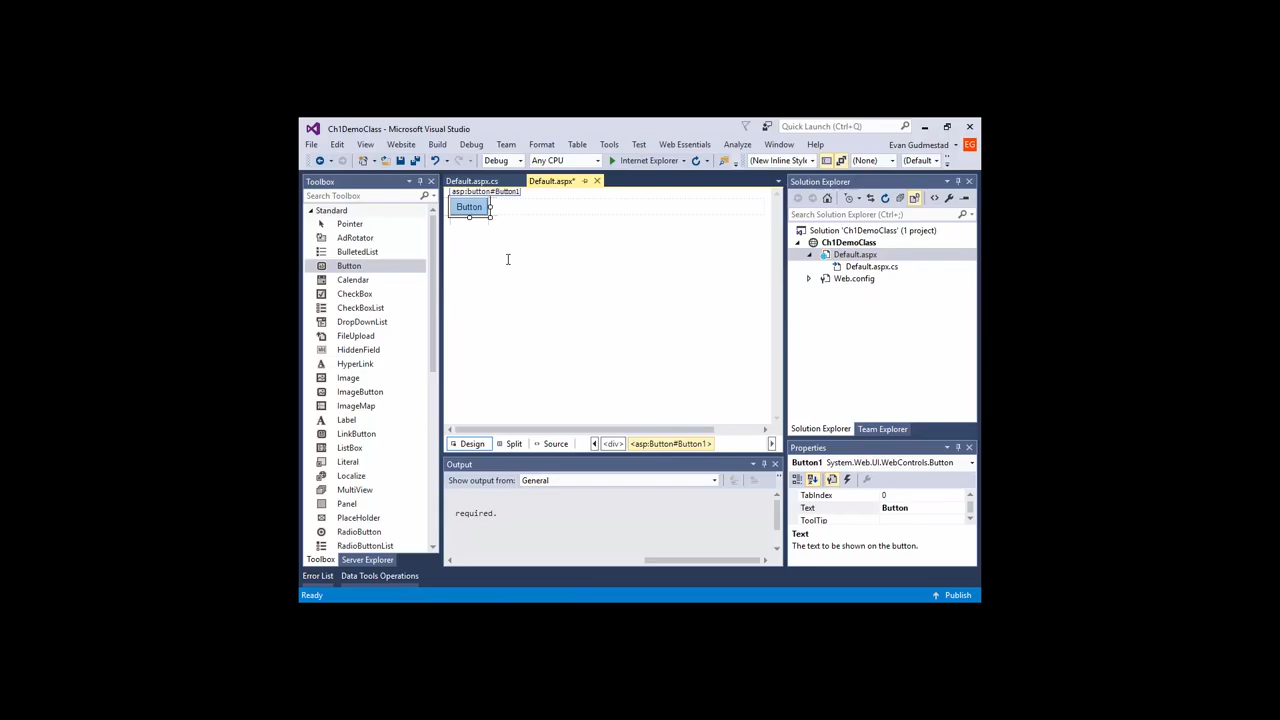 Ch1DemoClass - Microsoft Visual Studio
Quick Launch (Ctrl+Q)
File Edit View Website Build Debug Team Format Table Tools Test Web Essentials Analyze Window Help
Evan Gudmestad EG
Debug Any CPU Internet Explorer (New Inline Style (None) (Default
Toolbox
Search Toolbox
Standard
Pointer
AdRotator
BulletedList
Button
Calendar
CheckBox
CheckBoxList
DropDownList
FileUpload
HiddenField
HyperLink
Image
ImageButton
ImageMap
Label
LinkButton
ListBox
Literal
Localize
MultiView
Panel
PlaceHolder
RadioButton
RadioButtonList
Toolbox Server Explorer
Error List Data Tools Operations
Ready
Default.aspx.cs Default.aspx*
asp:button#Button1
Button
Design Split Source <div> <asp:Button#Button1>
Output
Show output from: General
required.
Solution Explorer
Search Solution Explorer (Ctrl+;)
Solution 'Ch1DemoClass' (1 project)
Ch1DemoClass
Default.aspx
Default.aspx.cs
Web.config
Solution Explorer Team Explorer
Properties
Button1 System.Web.UI.WebControls.Button
TabIndex 0
Text Button
ToolTip
Text
The text to be shown on the button.
Publish